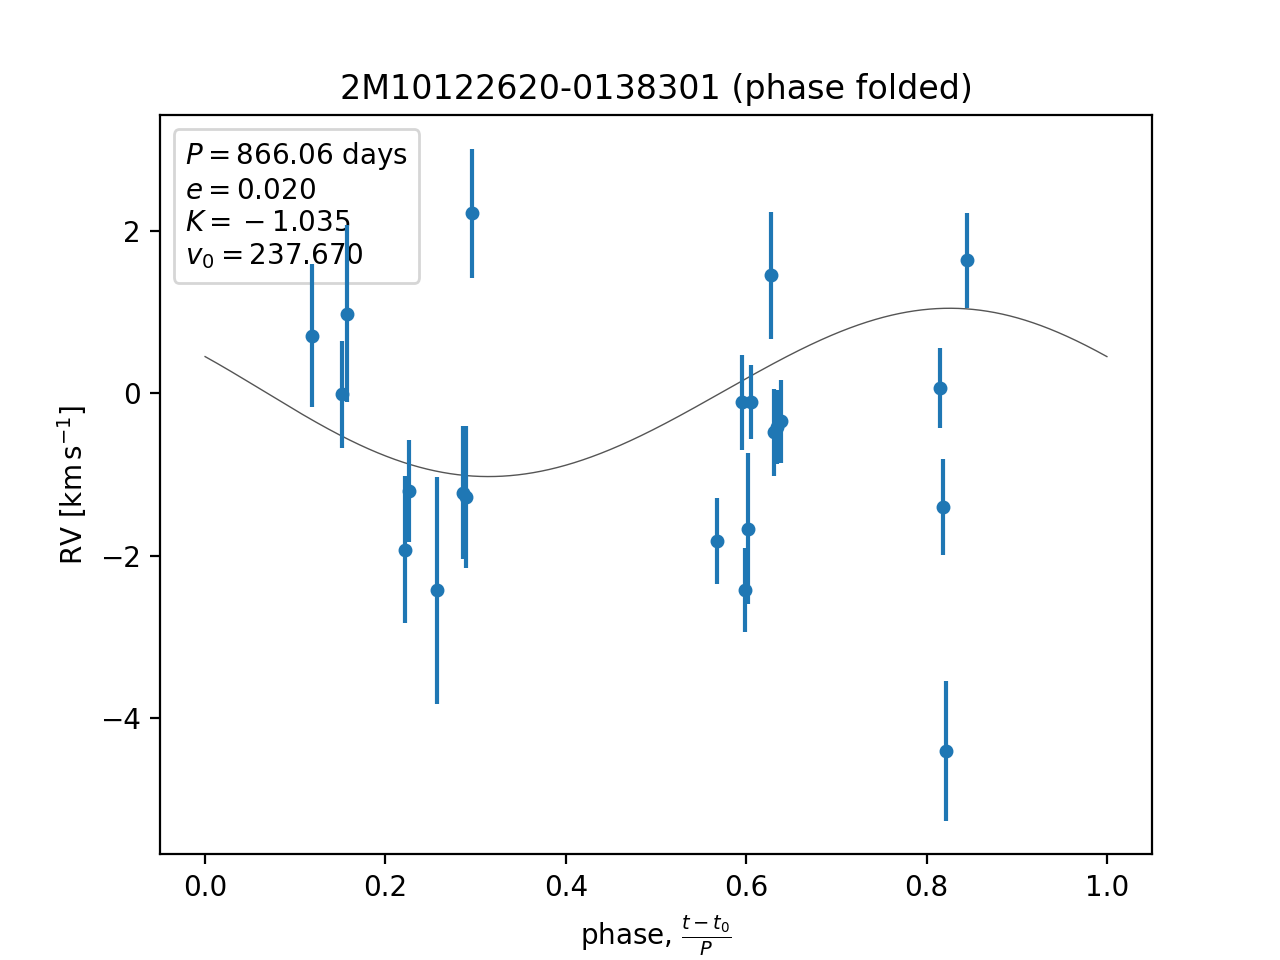 2M10122620-0138301 (phase folded)
P = 866.06 days
e = 0.020
K = −1.035
v₀ = 237.670
2
0
−2
−4
RV [km s⁻¹]
0.0 0.2 0.4 0.6 0.8 1.0
phase, (t − t₀)/P